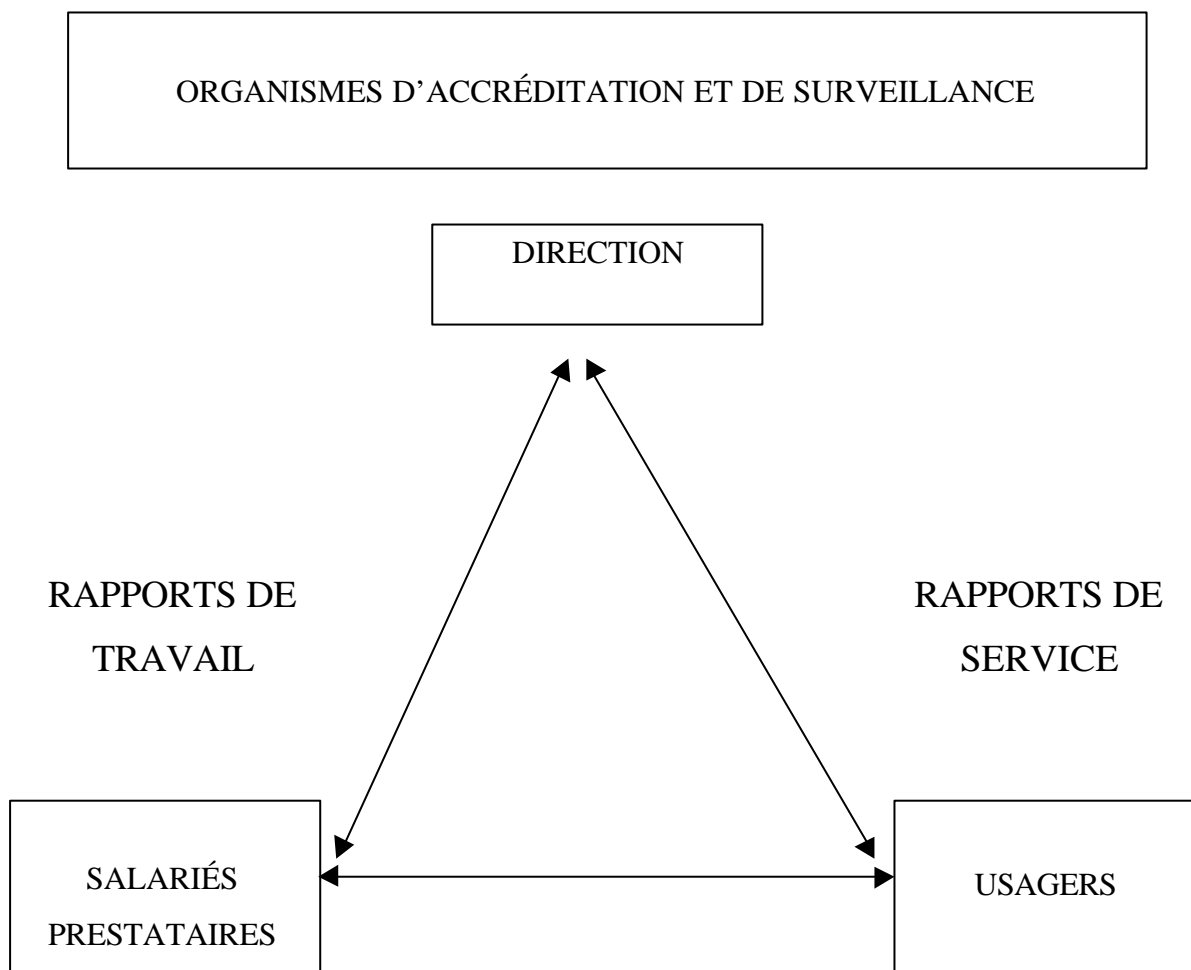 ORGANISMES D’ACCRÉDITATION ET DE SURVEILLANCE
DIRECTION
RAPPORTS DE
TRAVAIL
RAPPORTS DE
SERVICE
SALARIÉS
PRESTATAIRES
USAGERS